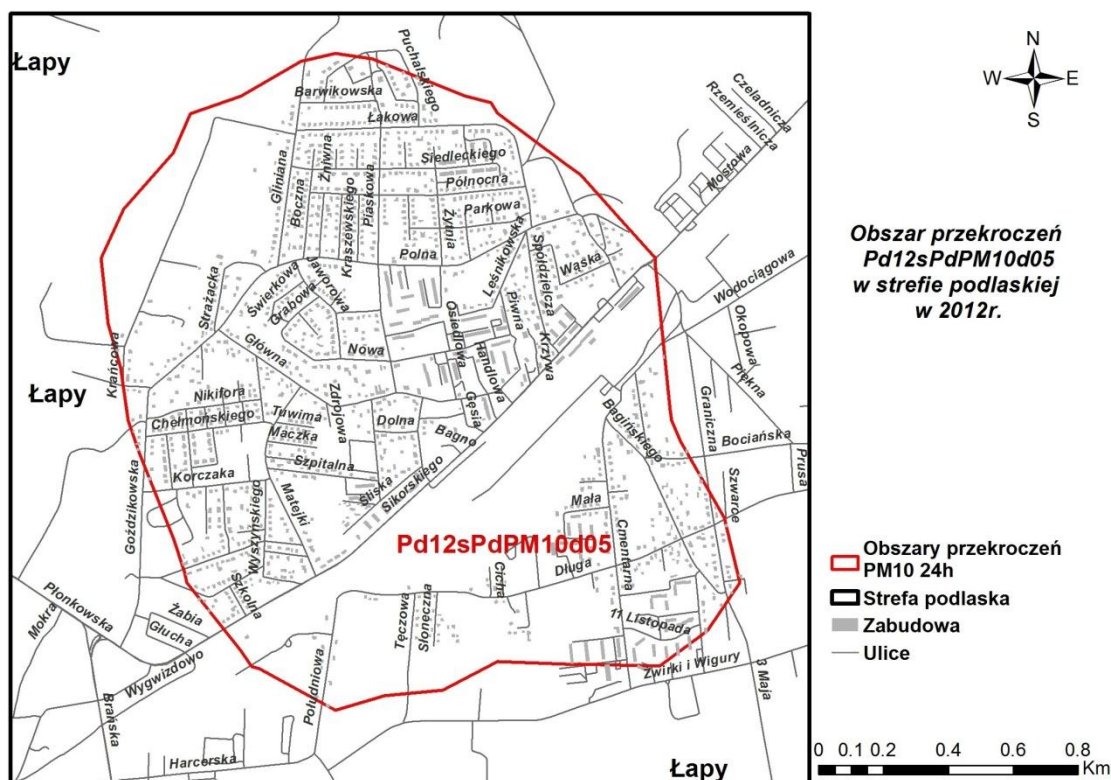 Łapy
Puchalskiego
Barwikowska
Łąkowa
Czeladnicza
Rzemieślnicza
Mostowa
Siedleckiego
Północna
Parkowa
Gliniana
Boczna
Żniwna
Kraszewskiego
Piaskowa
Żytnia
Polna
Leśnikowska
Spółdzielcza
Wąska
Wodociągowa
Strażacka
Świerkowa
Jaworowa
Grabowa
Główna
Nowa
Osiedlowa
Piwna
Krzywa
Handlowa
Gęsia
Okopowa
Piękna
Krańcowa
Łapy
Nikifora
Chełmońskiego
Tuwima
Maczka
Zdrojowa
Dolna
Bagno
Szpitalna
Korczaka
Śliska
Sikorskiego
Matejki
Bagińskiego
Graniczna
Bociańska
Prusa
Szwaroe
Goździkowska
Wyszyńskiego
Mała
Pd12sPdPM10d05
Cmentarna
Długa
Cicha
Szkolna
Płonkowska
Mokra
Żabia
Głucha
Wygwizdowo
Tęczowa
Słoneczna
11 Listopada
Południowa
Żwirki i Wigury
3 Maja
Brańska
Harcerska
Łapy
N
W E
S
Obszar przekroczeń
Pd12sPdPM10d05
w strefie podlaskiej
w 2012r.
Obszary przekroczeń
PM10 24h
Strefa podlaska
Zabudowa
Ulice
0 0.1 0.2 0.4 0.6 0.8
Km